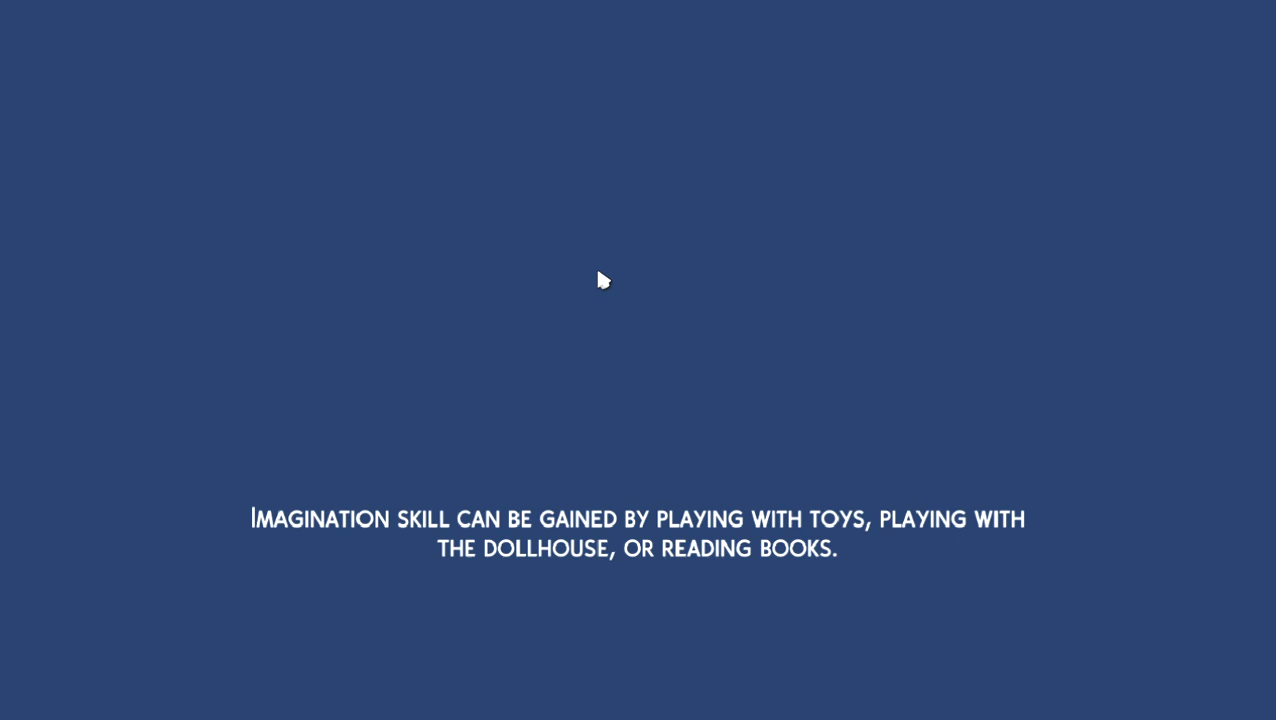 Imagination skill can be gained by playing with toys, playing with
the dollhouse, or reading books.